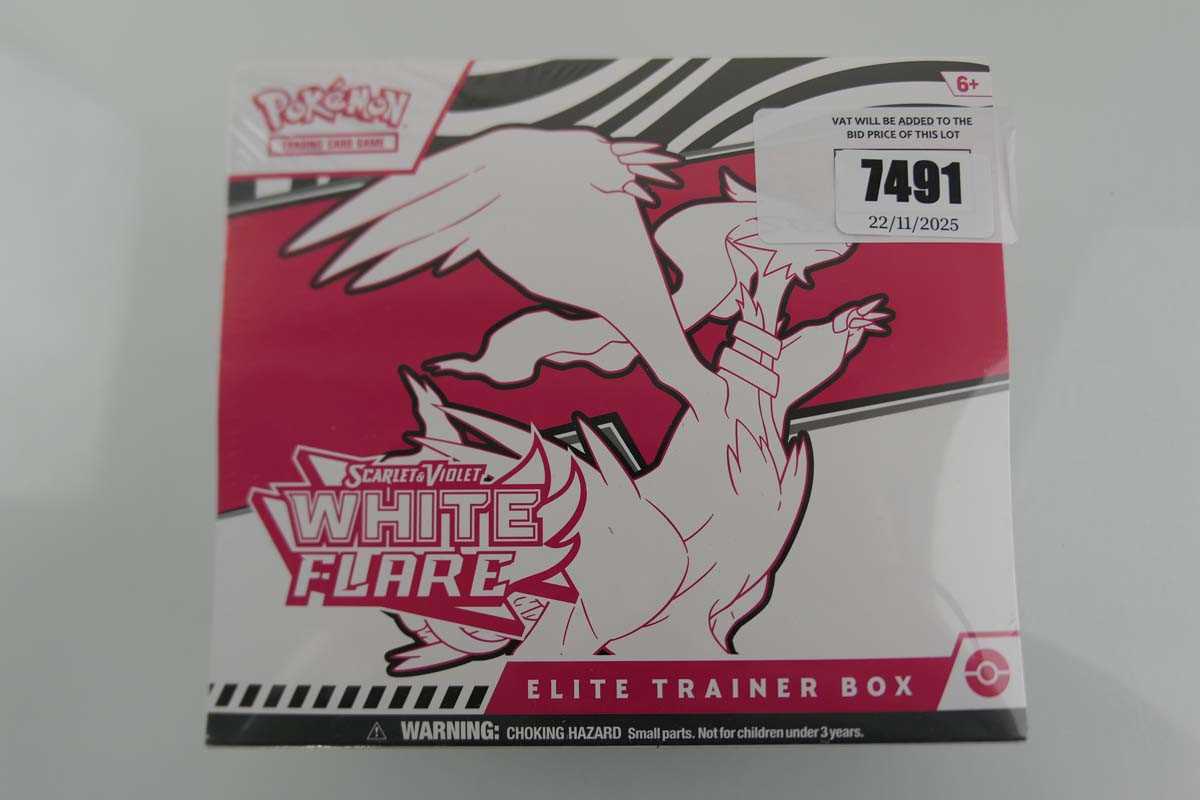 POKéMON
TRADING CARD GAME
6+
VAT WILL BE ADDED TO THE
BID PRICE OF THIS LOT
7491
22/11/2025
SCARLET & VIOLET
WHITE
FLARE
ELITE TRAINER BOX
WARNING: CHOKING HAZARD Small parts. Not for children under 3 years.